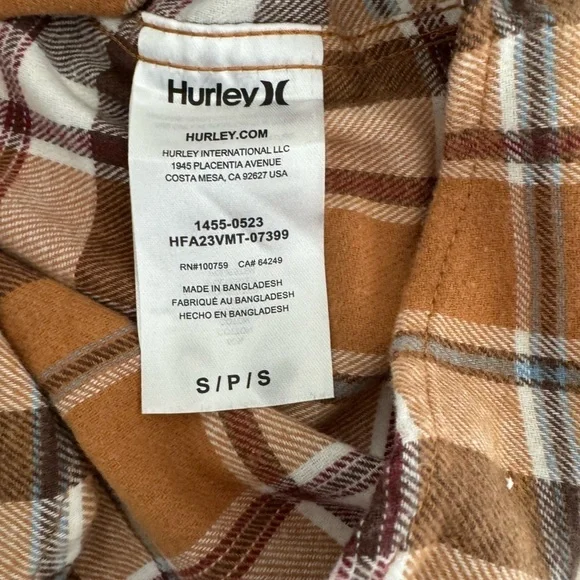 Hurley
HURLEY.COM
HURLEY INTERNATIONAL LLC
1945 PLACENTIA AVENUE
COSTA MESA, CA 92627 USA
1455-0523
HFA23VMT-07399
RN#100759 CA# 64249
MADE IN BANGLADESH
FABRIQUÉ AU BANGLADESH
HECHO EN BANGLADESH
S / P / S